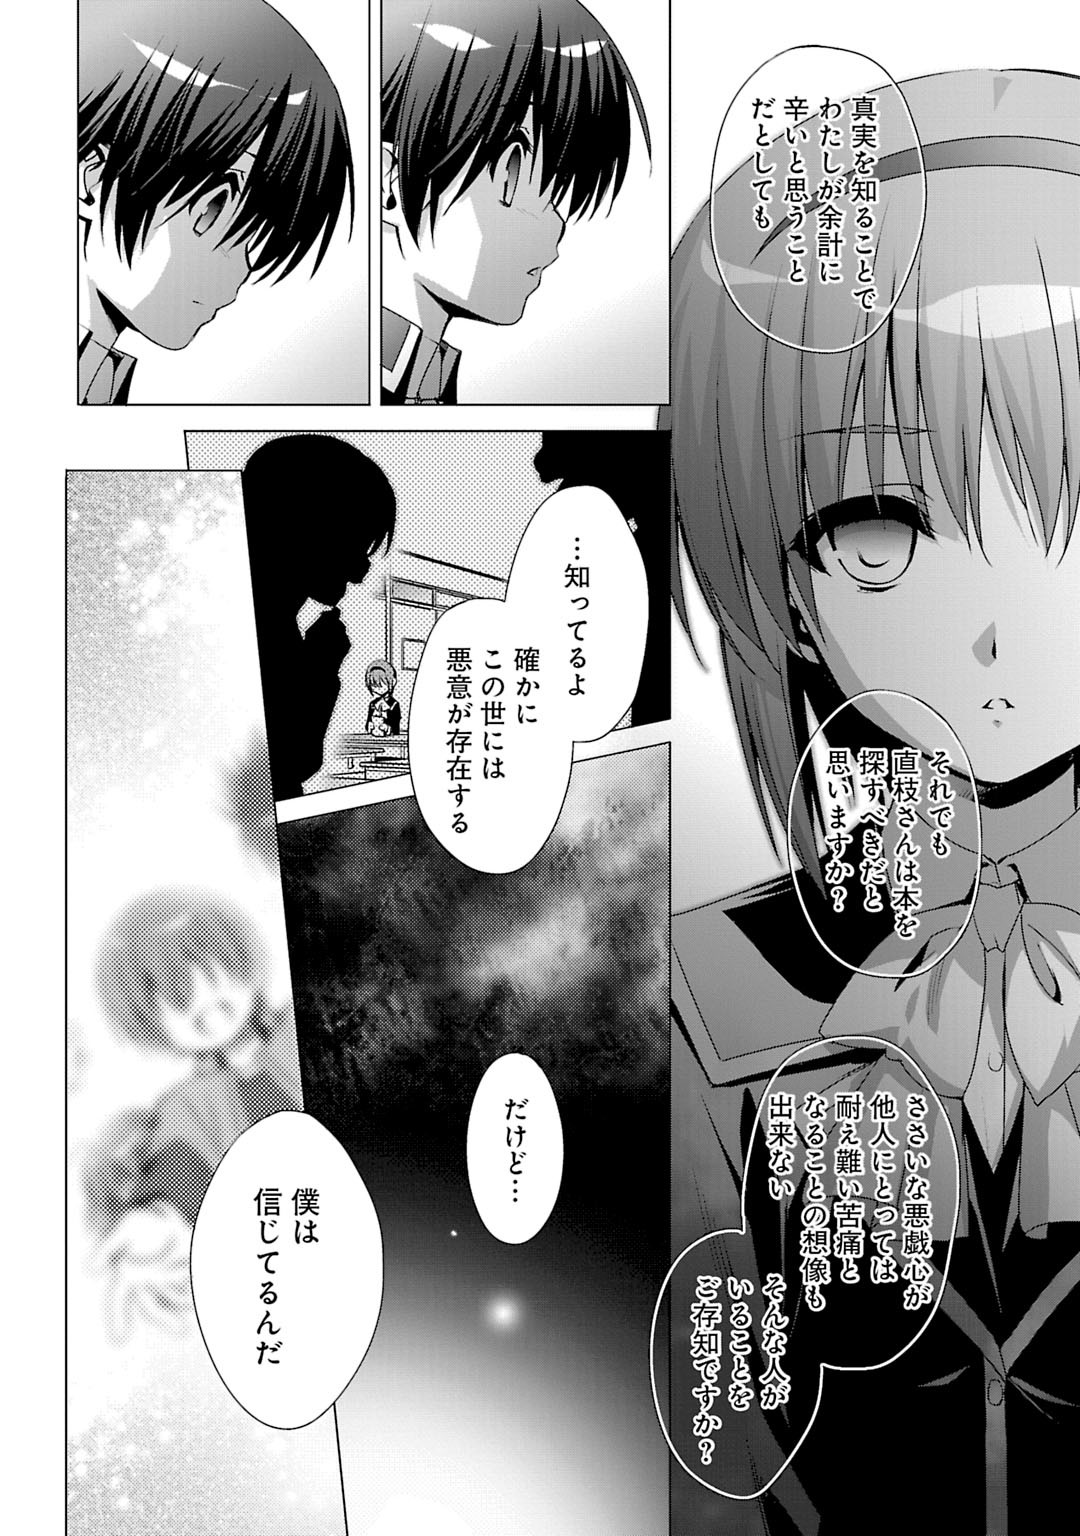 真実を知ることで
わたしが余計に
辛いと思うこと
だとしても
それでも
直枝さんは本を
探すべきだと
思いますか？
ささいな悪戯心が
他人にとっては
耐え難い苦痛と
なることの想像も
出来ない
そんな人が
いることを
ご存知ですか？
…知ってるよ
確かに
この世には
悪意が存在する
だけど…
僕は
信じてるんだ